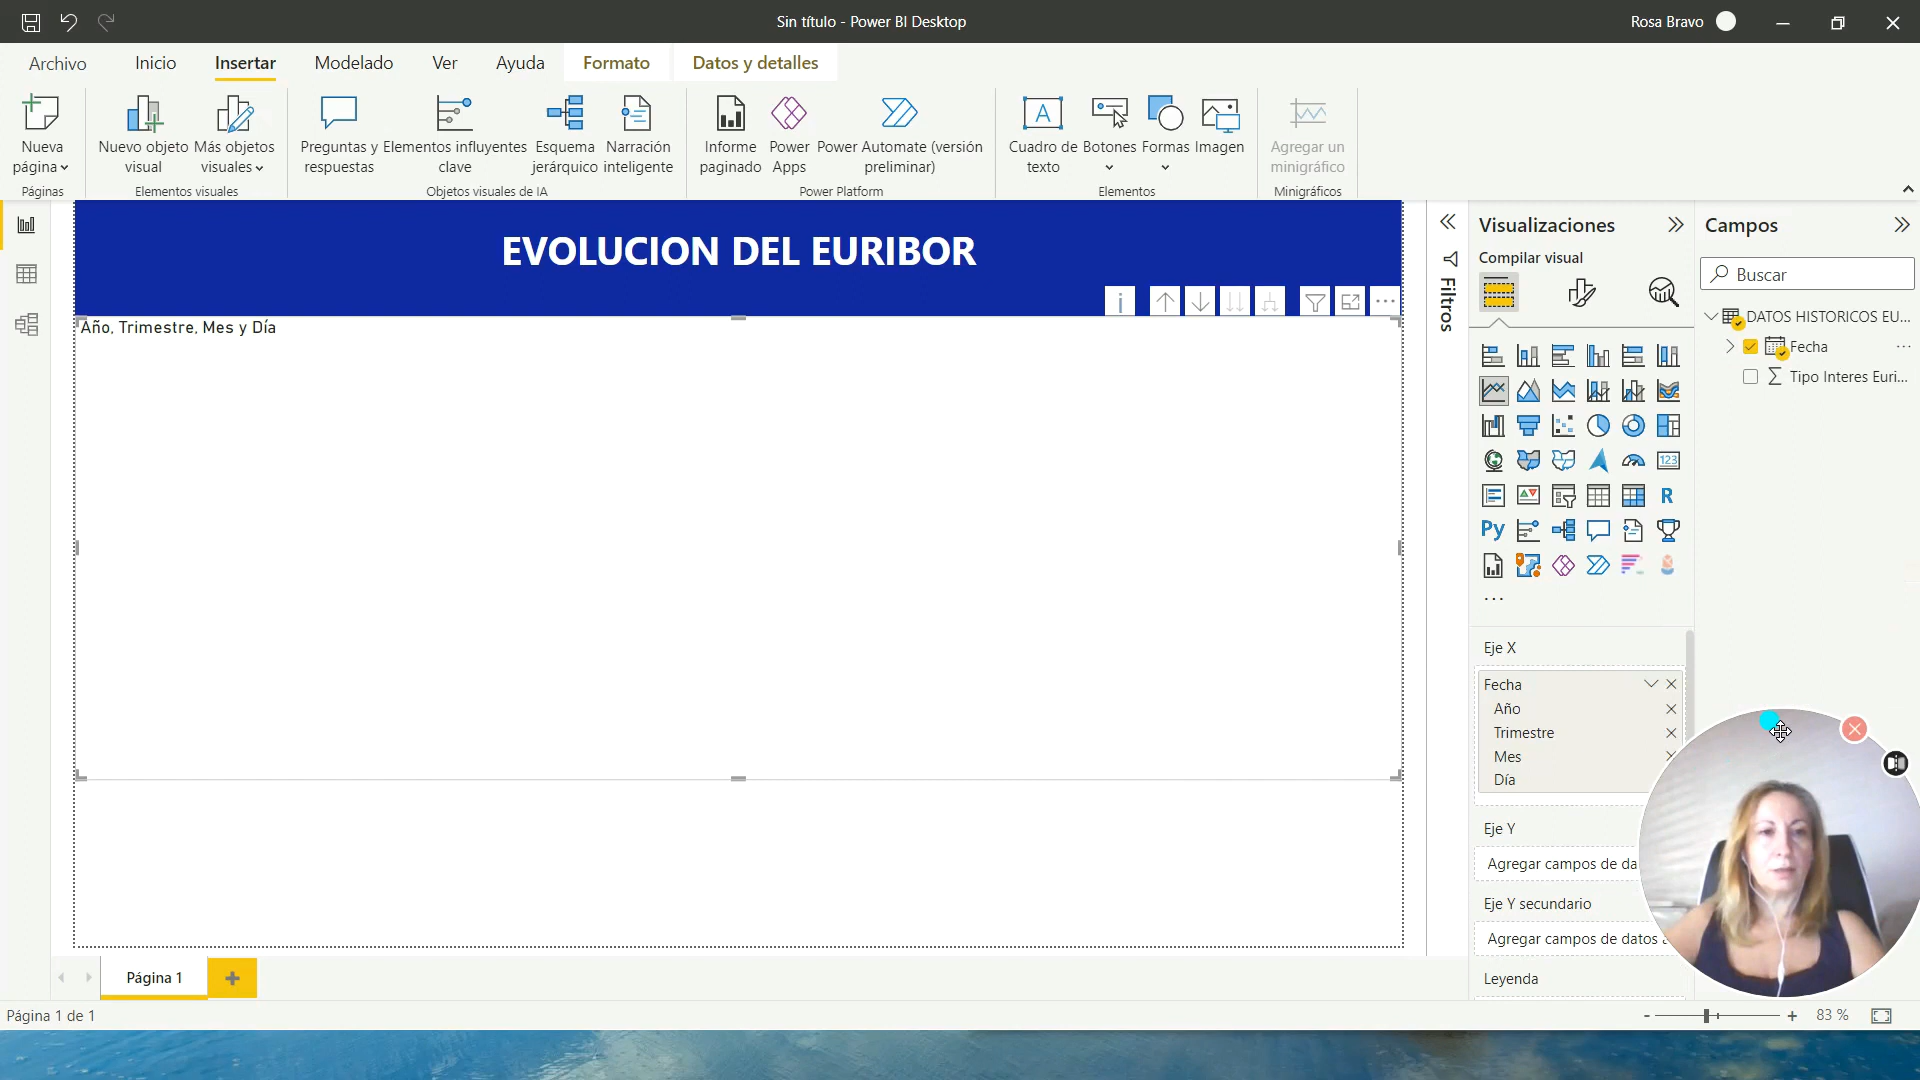 Sin título - Power BI Desktop
Rosa Bravo
Archivo
Inicio
Insertar
Modelado
Ver
Ayuda
Formato
Datos y detalles
Nueva página
Nuevo objeto visual
Más objetos visuales
Preguntas y respuestas
Elementos influyentes clave
Esquema jerárquico
Narración inteligente
Informe paginado
Power Apps
Power Automate (versión preliminar)
Cuadro de texto
Botones
Formas
Imagen
Agregar un minigráfico
Páginas
Elementos visuales
Objetos visuales de IA
Power Platform
Elementos
Minigráficos
EVOLUCION DEL EURIBOR
Año, Trimestre, Mes y Día
Filtros
Visualizaciones
Compilar visual
123
R
Py
Eje X
Fecha
Año
Trimestre
Mes
Día
Eje Y
Agregar campos de da
Eje Y secundario
Agregar campos de datos a
Leyenda
Campos
Buscar
DATOS HISTORICOS EU...
Fecha
Tipo Interes Euri...
Página 1
Página 1 de 1
83 %